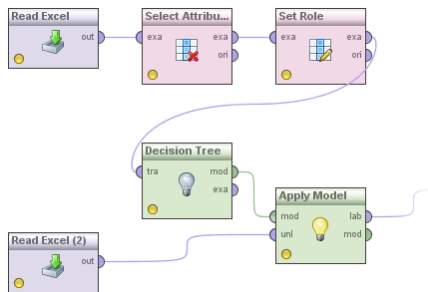 Read Excel
out
Select Attribu...
exa
exa
ori
Set Role
exa
exa
ori
Decision Tree
tra
mod
exa
Apply Model
mod
lab
unl
mod
Read Excel (2)
out